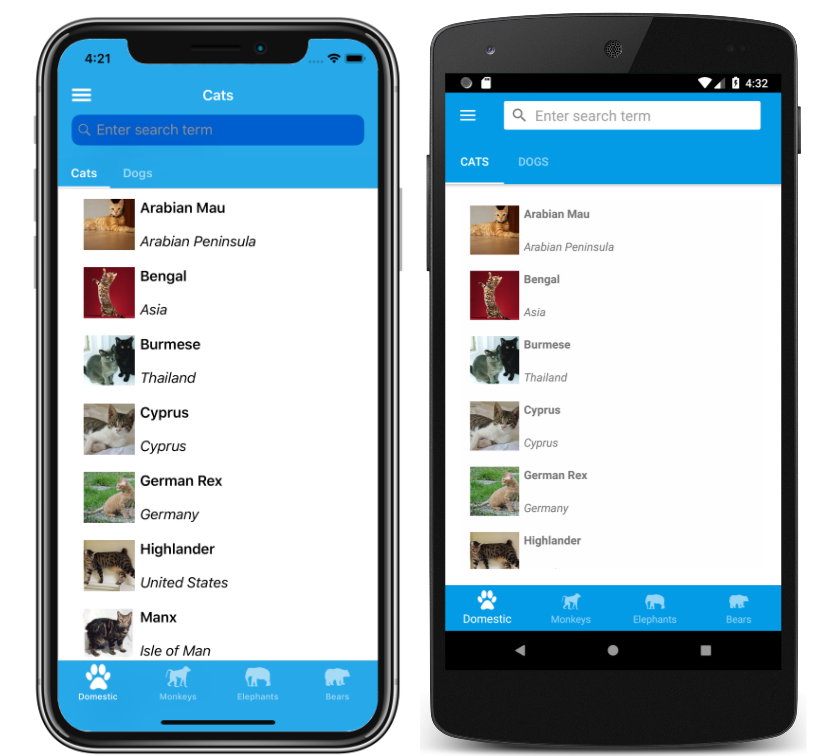 4:21
Cats
Enter search term
Cats Dogs
Arabian Mau
Arabian Peninsula
Bengal
Asia
Burmese
Thailand
Cyprus
Cyprus
German Rex
Germany
Highlander
United States
Manx
Isle of Man
Domestic Monkeys Elephants Bears
4:32
Enter search term
CATS DOGS
Arabian Mau
Arabian Peninsula
Bengal
Asia
Burmese
Thailand
Cyprus
Cyprus
German Rex
Germany
Highlander
Domestic Monkeys Elephants Bears